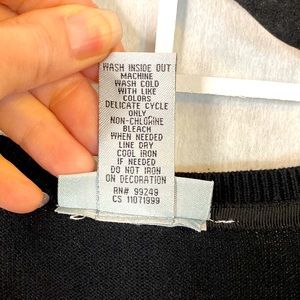 WASH INSIDE OUT
MACHINE
WASH COLD
WITH LIKE
COLORS
DELICATE CYCLE
ONLY
NON-CHLORINE
BLEACH
WHEN NEEDED
LINE DRY
COOL IRON
IF NEEDED
DO NOT IRON
ON DECORATION
RN# 99249
CS 11071999